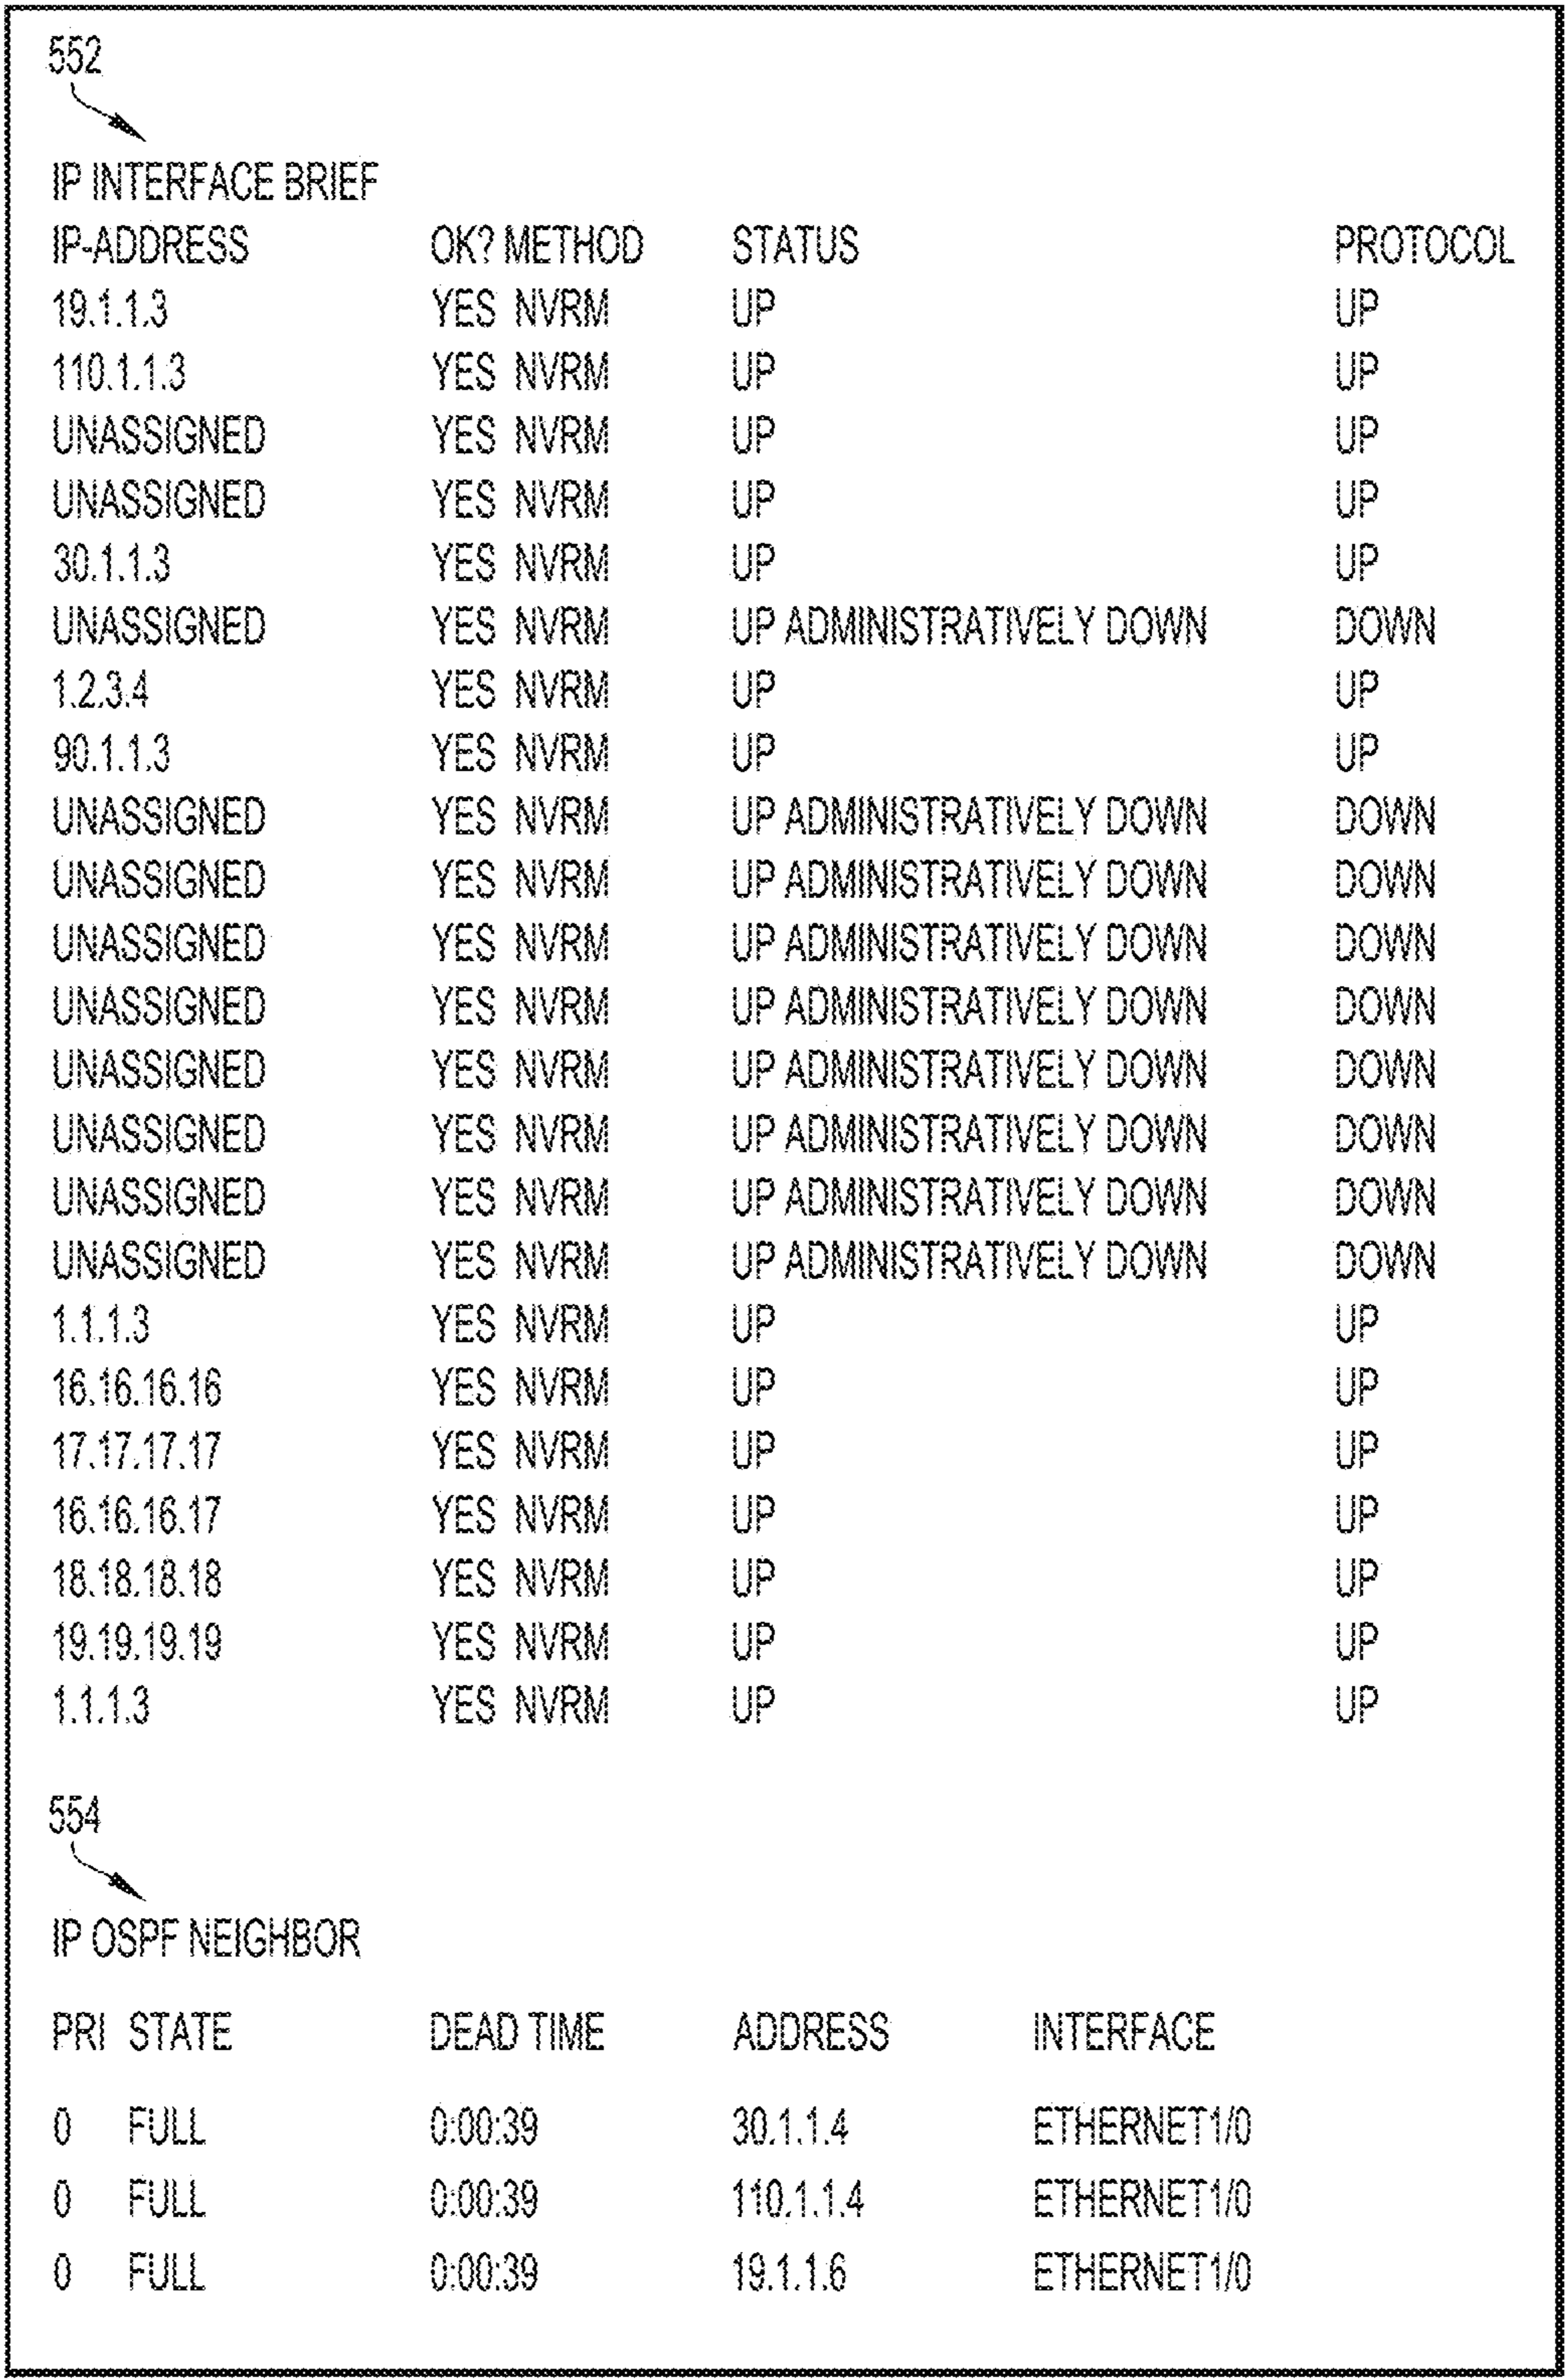 552
IP INTERFACE BRIEF
IP-ADDRESS OK? METHOD STATUS PROTOCOL
19.1.1.3 YES NVRM UP UP
110.1.1.3 YES NVRM UP UP
UNASSIGNED YES NVRM UP UP
UNASSIGNED YES NVRM UP UP
30.1.1.3 YES NVRM UP UP
UNASSIGNED YES NVRM UP ADMINISTRATIVELY DOWN DOWN
1.2.3.4 YES NVRM UP UP
90.1.1.3 YES NVRM UP UP
UNASSIGNED YES NVRM UP ADMINISTRATIVELY DOWN DOWN
UNASSIGNED YES NVRM UP ADMINISTRATIVELY DOWN DOWN
UNASSIGNED YES NVRM UP ADMINISTRATIVELY DOWN DOWN
UNASSIGNED YES NVRM UP ADMINISTRATIVELY DOWN DOWN
UNASSIGNED YES NVRM UP ADMINISTRATIVELY DOWN DOWN
UNASSIGNED YES NVRM UP ADMINISTRATIVELY DOWN DOWN
UNASSIGNED YES NVRM UP ADMINISTRATIVELY DOWN DOWN
UNASSIGNED YES NVRM UP ADMINISTRATIVELY DOWN DOWN
1.1.1.3 YES NVRM UP UP
16.16.16.16 YES NVRM UP UP
17.17.17.17 YES NVRM UP UP
16.16.16.17 YES NVRM UP UP
18.18.18.18 YES NVRM UP UP
19.19.19.19 YES NVRM UP UP
1.1.1.3 YES NVRM UP UP
554
IP OSPF NEIGHBOR
PRI STATE DEAD TIME ADDRESS INTERFACE
0 FULL 0:00:39 30.1.1.4 ETHERNET1/0
0 FULL 0:00:39 110.1.1.4 ETHERNET1/0
0 FULL 0:00:39 19.1.1.6 ETHERNET1/0